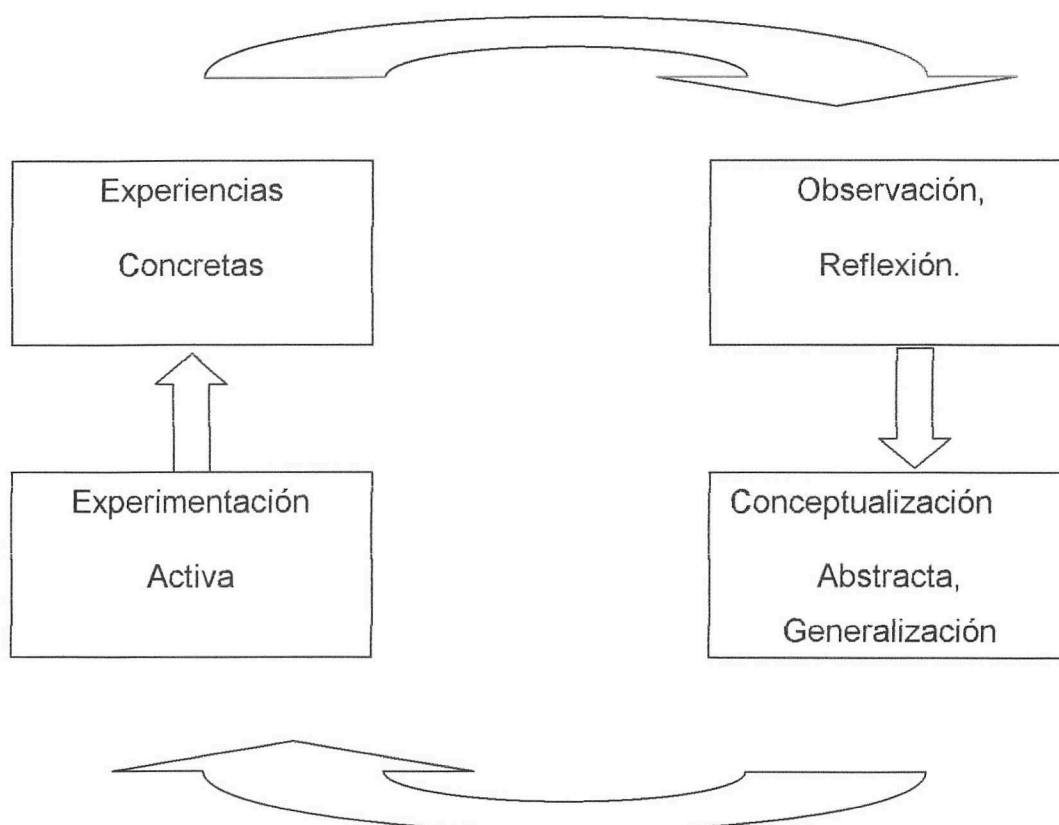 Experiencias
Concretas
Observación,
Reflexión.
Experimentación
Activa
Conceptualización
Abstracta,
Generalización